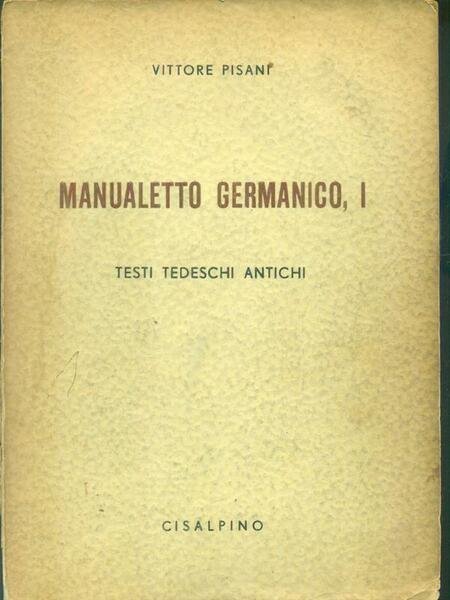 VITTORE PISANI
MANUALETTO GERMANICO, I
TESTI TEDESCHI ANTICHI
CISALPINO